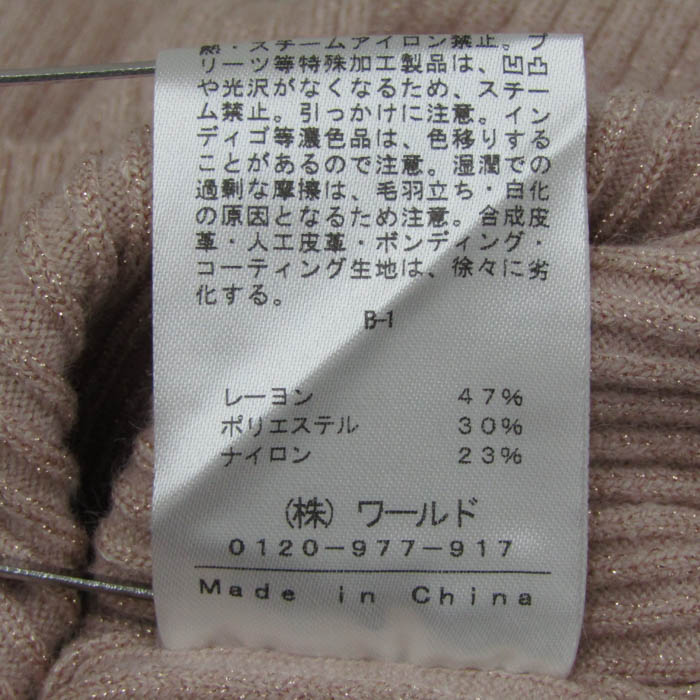 熱・スチームアイロン禁止。プ
リーツ等特殊加工製品は、凹凸
や光沢がなくなるため、スチー
ム禁止。引っかけに注意。イン
ディゴ等濃色品は、色移りする
ことがあるので注意。湿潤での
過剰な摩擦は、毛羽立ち・白化
の原因となるため注意。合成皮
革・人工皮革・ボンディング・
コーティング生地は、徐々に劣
化する。
B-1
レーヨン 47%
ポリエステル 30%
ナイロン 23%
(株)ワールド
0120-977-917
Made in China